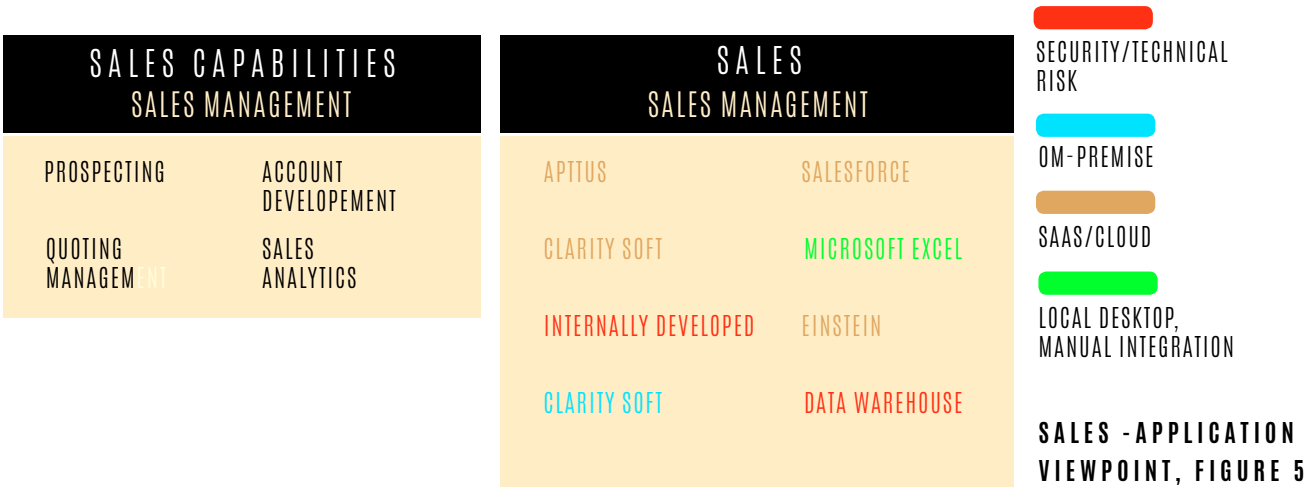 SALES CAPABILITIES
SALES MANAGEMENT
PROSPECTING
ACCOUNT
DEVELOPEMENT
QUOTING
MANAGEMENT
SALES
ANALYTICS
SALES
SALES MANAGEMENT
APTTUS
SALESFORCE
CLARITY SOFT
MICROSOFT EXCEL
INTERNALLY DEVELOPED
EINSTEIN
CLARITY SOFT
DATA WAREHOUSE
SECURITY/TECHNICAL
RISK
OM-PREMISE
SAAS/CLOUD
LOCAL DESKTOP,
MANUAL INTEGRATION
SALES -APPLICATION
VIEWPOINT, FIGURE 5